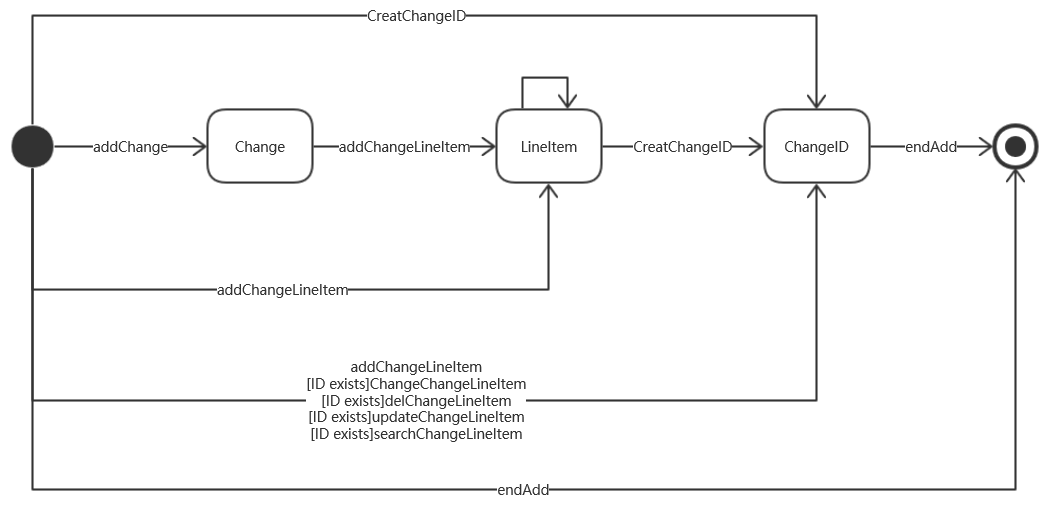 CreatChangeID
addChange
Change
addChangeLineItem
LineItem
CreatChangeID
ChangeID
endAdd
addChangeLineItem
addChangeLineItem
[ID exists]ChangeChangeLineItem
[ID exists]delChangeLineItem
[ID exists]updateChangeLineItem
[ID exists]searchChangeLineItem
endAdd